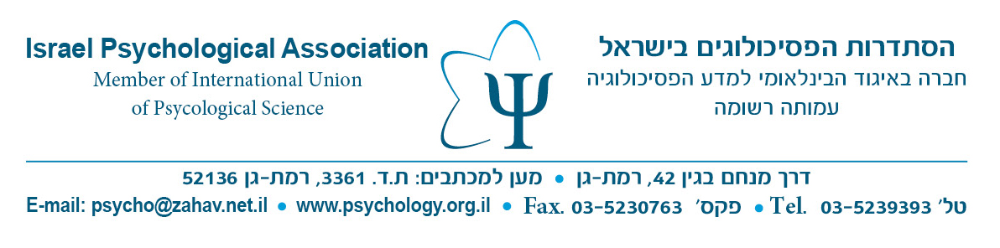 Israel Psychological Association
Member of International Union
of Psycological Science
Ψ
הסתדרות הפסיכולוגים בישראל
חברה באיגוד הבינלאומי למדע הפסיכולוגיה
עמותה רשומה
דרך מנחם בגין 42, רמת-גן • מען למכתבים: ת.ד. 3361, רמת-גן 52136
E-mail: psycho@zahav.net.il • www.psychology.org.il • Fax. 03-5230763 פקס' • Tel. 03-5239393 טל'